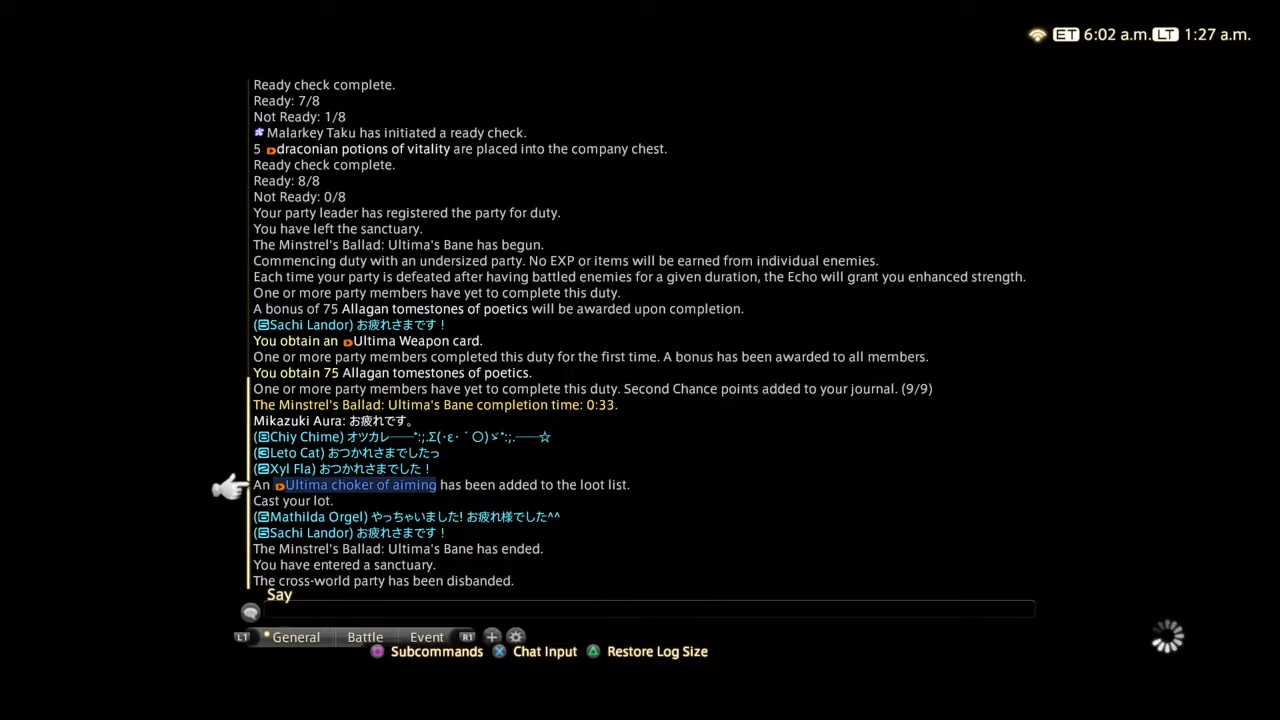 ET 6:02 a.m. LT 1:27 a.m.
Ready check complete.
Ready: 7/8
Not Ready: 1/8
Malarkey Taku has initiated a ready check.
5 draconian potions of vitality are placed into the company chest.
Ready check complete.
Ready: 8/8
Not Ready: 0/8
Your party leader has registered the party for duty.
You have left the sanctuary.
The Minstrel's Ballad: Ultima's Bane has begun.
Commencing duty with an undersized party. No EXP or items will be earned from individual enemies.
Each time your party is defeated after having battled enemies for a given duration, the Echo will grant you enhanced strength.
One or more party members have yet to complete this duty.
A bonus of 75 Allagan tomestones of poetics will be awarded upon completion.
(Sachi Landor) お疲れさまです！
You obtain an Ultima Weapon card.
One or more party members completed this duty for the first time. A bonus has been awarded to all members.
You obtain 75 Allagan tomestones of poetics.
One or more party members have yet to complete this duty. Second Chance points added to your journal. (9/9)
The Minstrel's Ballad: Ultima's Bane completion time: 0:33.
Mikazuki Aura: お疲れです。
(Chiy Chime) オツカレ──*:;.Σ(･ε･´〇)ゞ*:;.──☆
(3Leto Cat) おつかれさまでしたっ
(2Xyl Fla) おつかれさまでした！
An Ultima choker of aiming has been added to the loot list.
Cast your lot.
(Mathilda Orgel) やっちゃいました! お疲れ様でした^^
(Sachi Landor) お疲れさまです！
The Minstrel's Ballad: Ultima's Bane has ended.
You have entered a sanctuary.
The cross-world party has been disbanded.
Say
L1 General Battle Event R1
Subcommands Chat Input Restore Log Size